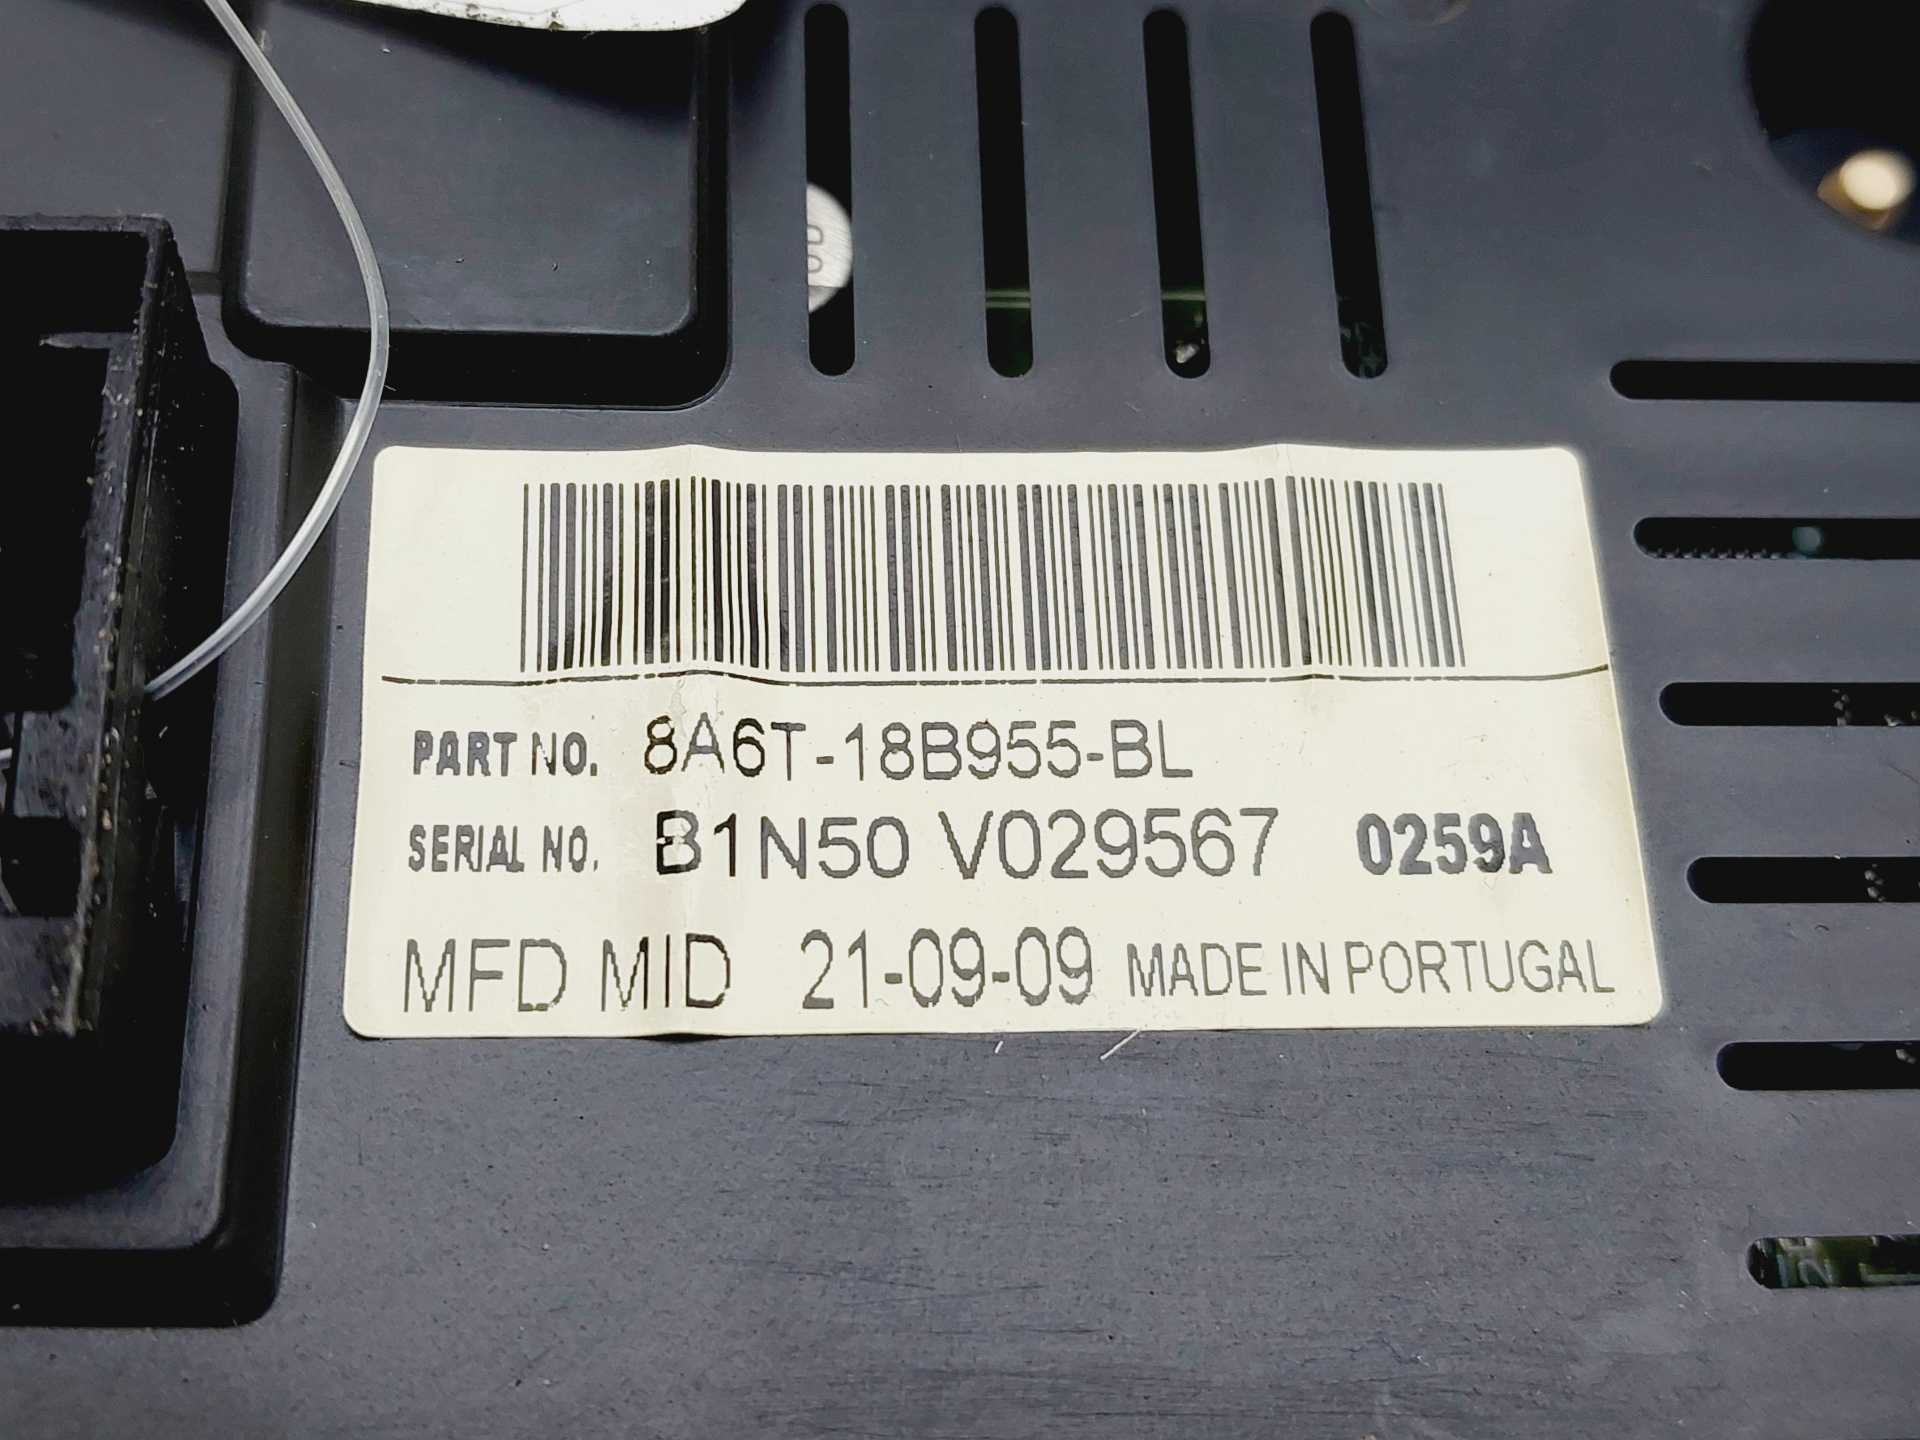 PART NO. 8A6T-18B955-BL
SERIAL NO. B1N50 V029567 0259A
MFD MID 21-09-09 MADE IN PORTUGAL